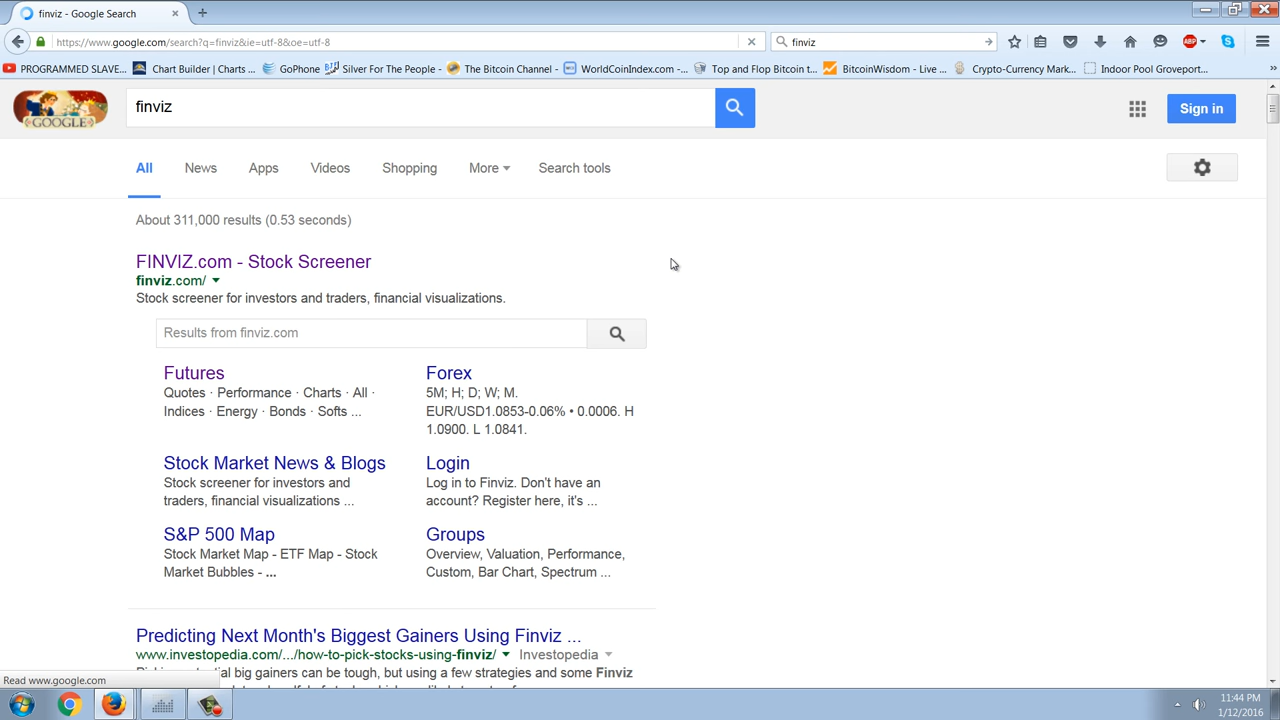 finviz - Google Search
https://www.google.com/search?q=finviz&ie=utf-8&oe=utf-8
finviz
ABP
PROGRAMMED SLAVE...
Chart Builder | Charts ...
GoPhone
Silver For The People - ...
The Bitcoin Channel - ...
WorldCoinIndex.com -...
Top and Flop Bitcoin t...
BitcoinWisdom - Live ...
Crypto-Currency Mark...
Indoor Pool Groveport...
GOOGLE
finviz
Sign in
All
News
Apps
Videos
Shopping
More
Search tools
About 311,000 results (0.53 seconds)
FINVIZ.com - Stock Screener
finviz.com/
Stock screener for investors and traders, financial visualizations.
Results from finviz.com
Futures
Quotes · Performance · Charts · All ·
Indices · Energy · Bonds · Softs ...
Forex
5M; H; D; W; M.
EUR/USD1.0853-0.06% • 0.0006. H
1.0900. L 1.0841.
Stock Market News & Blogs
Stock screener for investors and
traders, financial visualizations ...
Login
Log in to Finviz. Don't have an
account? Register here, it's ...
S&P 500 Map
Stock Market Map - ETF Map - Stock
Market Bubbles - ...
Groups
Overview, Valuation, Performance,
Custom, Bar Chart, Spectrum ...
Predicting Next Month's Biggest Gainers Using Finviz ...
www.investopedia.com/.../how-to-pick-stocks-using-finviz/
Investopedia
big gainers can be tough, but using a few strategies and some Finviz
Read www.google.com
11:44 PM
1/12/2016